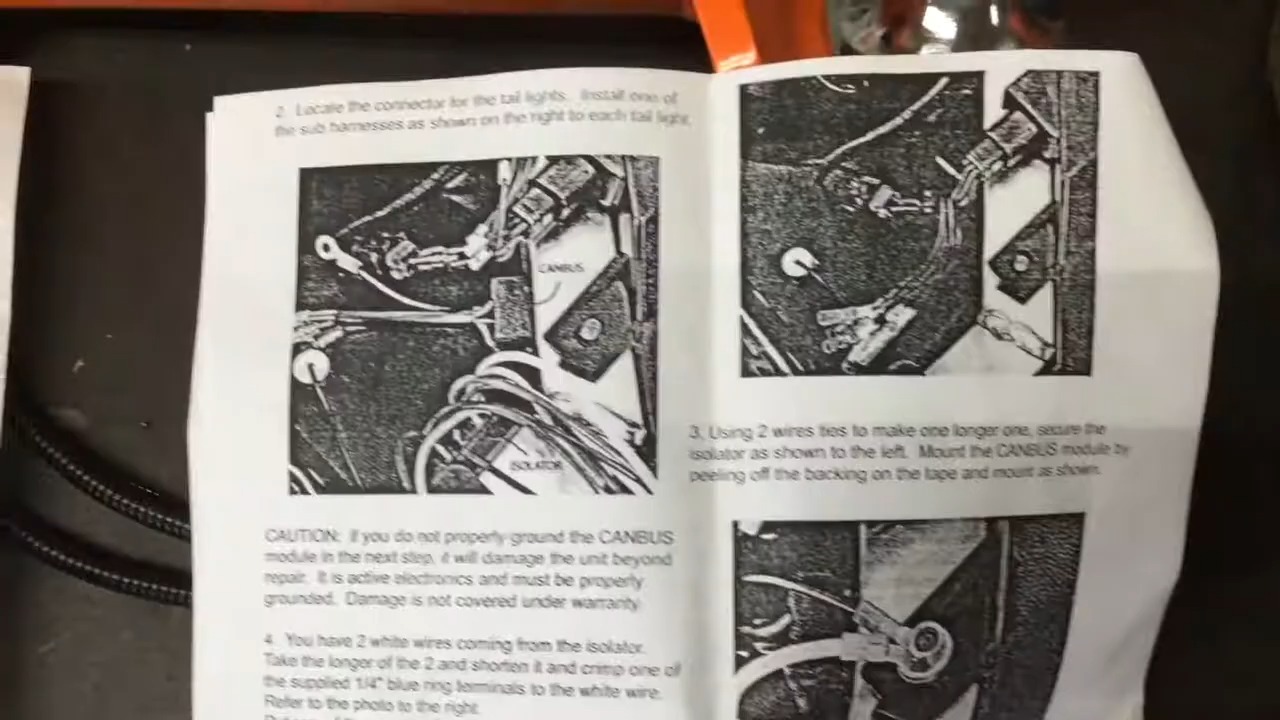 2. Locate the connector for the tail lights. Install one of
the sub harnesses as shown on the right to each tail light.
CANBUS
ISOLATOR
3. Using 2 wires ties to make one longer one, secure the
isolator as shown to the left. Mount the CANBUS module by
peeling off the backing on the tape and mount as shown.
CAUTION: If you do not properly ground the CANBUS
module in the next step, it will damage the unit beyond
repair. It is active electronics and must be properly
grounded. Damage is not covered under warranty.
4. You have 2 white wires coming from the isolator.
Take the longer of the 2 and shorten it and crimp one of
the supplied 1/4" blue ring terminals to the white wire.
Refer to the photo to the right.